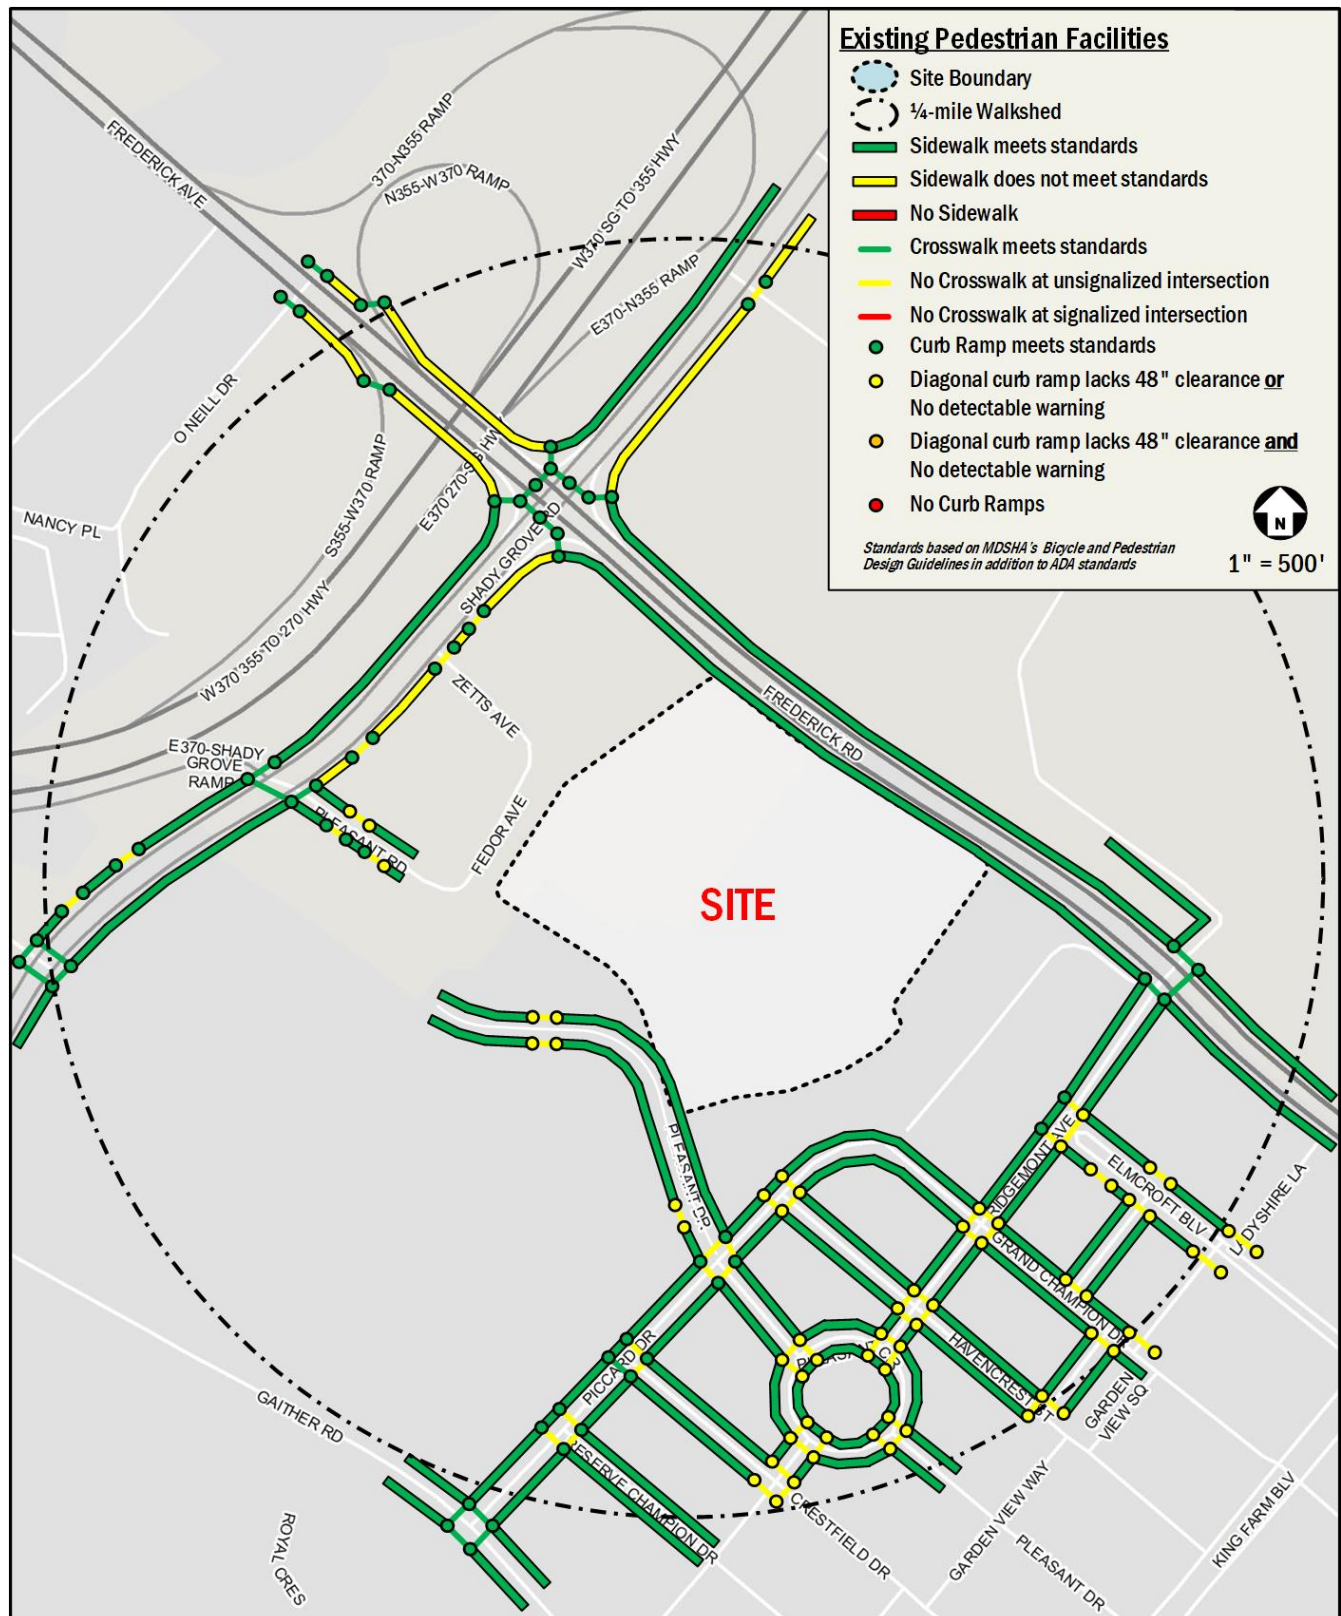 Existing Pedestrian Facilities
Site Boundary
¼-mile Walkshed
Sidewalk meets standards
Sidewalk does not meet standards
No Sidewalk
Crosswalk meets standards
No Crosswalk at unsignalized intersection
No Crosswalk at signalized intersection
Curb Ramp meets standards
Diagonal curb ramp lacks 48" clearance or
No detectable warning
Diagonal curb ramp lacks 48" clearance and
No detectable warning
No Curb Ramps
N
Standards based on MDSHA's Bicycle and Pedestrian
Design Guidelines in addition to ADA standards
1" = 500'
FREDERICK AVE
370-N355 RAMP
N355-W370 RAMP
W370 SG TO 355 HWY
E370-N355 RAMP
O NEILL DR
S355-W370 RAMP
E370 270-SG HWY
NANCY PL
SHADY GROVE RD
W370 355 TO 270 HWY
ZETTS AVE
FREDERICK RD
E370-SHADY
GROVE
RAMP
PLEASANT RD
FEDOR AVE
SITE
PLEASANT DR
RIDGEMONT AVE
ELMCROFT BLV
LADYSHIRE LA
GRAND CHAMPION DR
HAVENCREST ST
PICCARD DR
GARDEN
VIEW SQ
GAITHER RD
RESERVE CHAMPION DR
CRESTFIELD DR
GARDEN VIEW WAY
PLEASANT DR
KING FARM BLV
ROYAL CRES